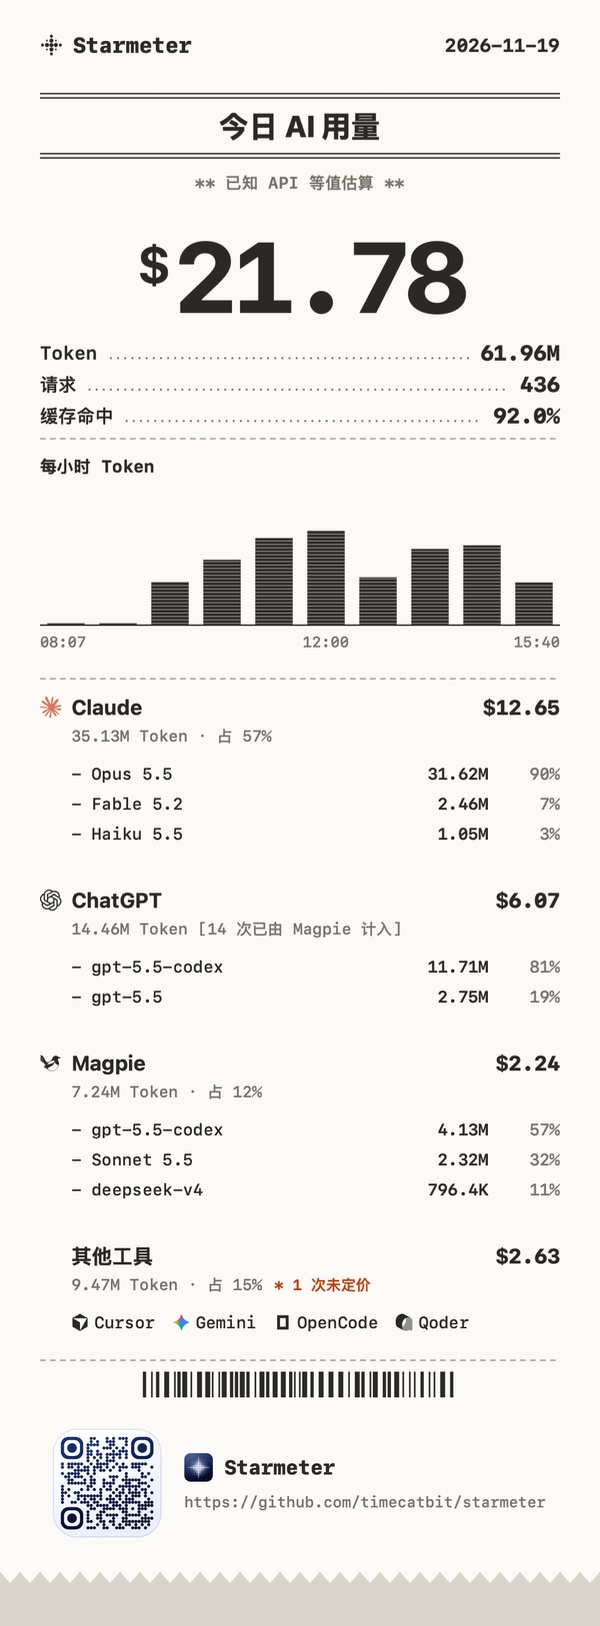 Starmeter 2026-11-19
今日 AI 用量
** 已知 API 等值估算 **
$21.78
Token 61.96M
请求 436
缓存命中 92.0%
每小时 Token
08:07 12:00 15:40
Claude $12.65
35.13M Token · 占 57%
– Opus 5.5 31.62M 90%
– Fable 5.2 2.46M 7%
– Haiku 5.5 1.05M 3%
ChatGPT $6.07
14.46M Token [14 次已由 Magpie 计入]
– gpt-5.5-codex 11.71M 81%
– gpt-5.5 2.75M 19%
Magpie $2.24
7.24M Token · 占 12%
– gpt-5.5-codex 4.13M 57%
– Sonnet 5.5 2.32M 32%
– deepseek-v4 796.4K 11%
其他工具 $2.63
9.47M Token · 占 15% * 1 次未定价
Cursor Gemini OpenCode Qoder
Starmeter
https://github.com/timecatbit/starmeter